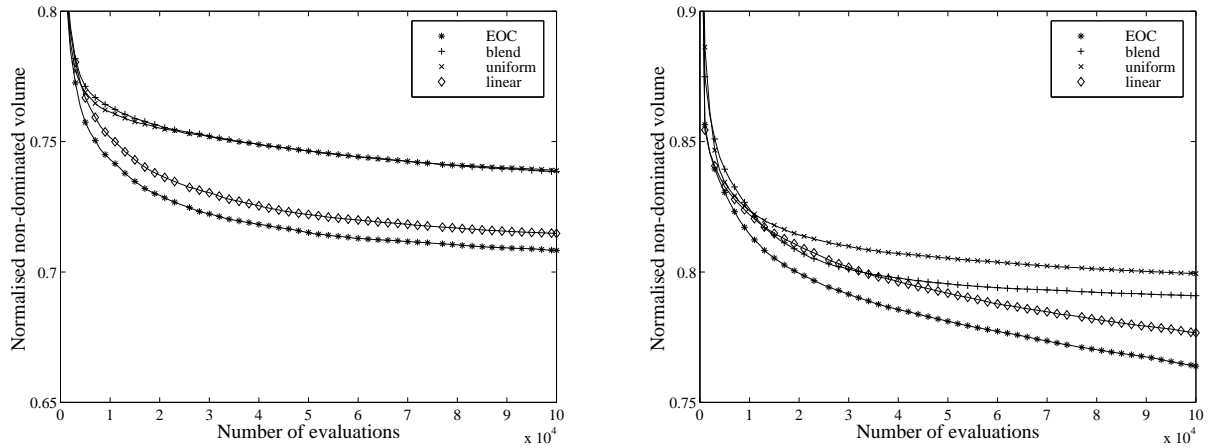 0.8
0.75
0.7
0.65
Normalised non-dominated volume
EOC
blend
uniform
linear
0 1 2 3 4 5 6 7 8 9 10
x 10^4
Number of evaluations
0.9
0.85
0.8
0.75
Normalised non-dominated volume
EOC
blend
uniform
linear
0 1 2 3 4 5 6 7 8 9 10
x 10^4
Number of evaluations